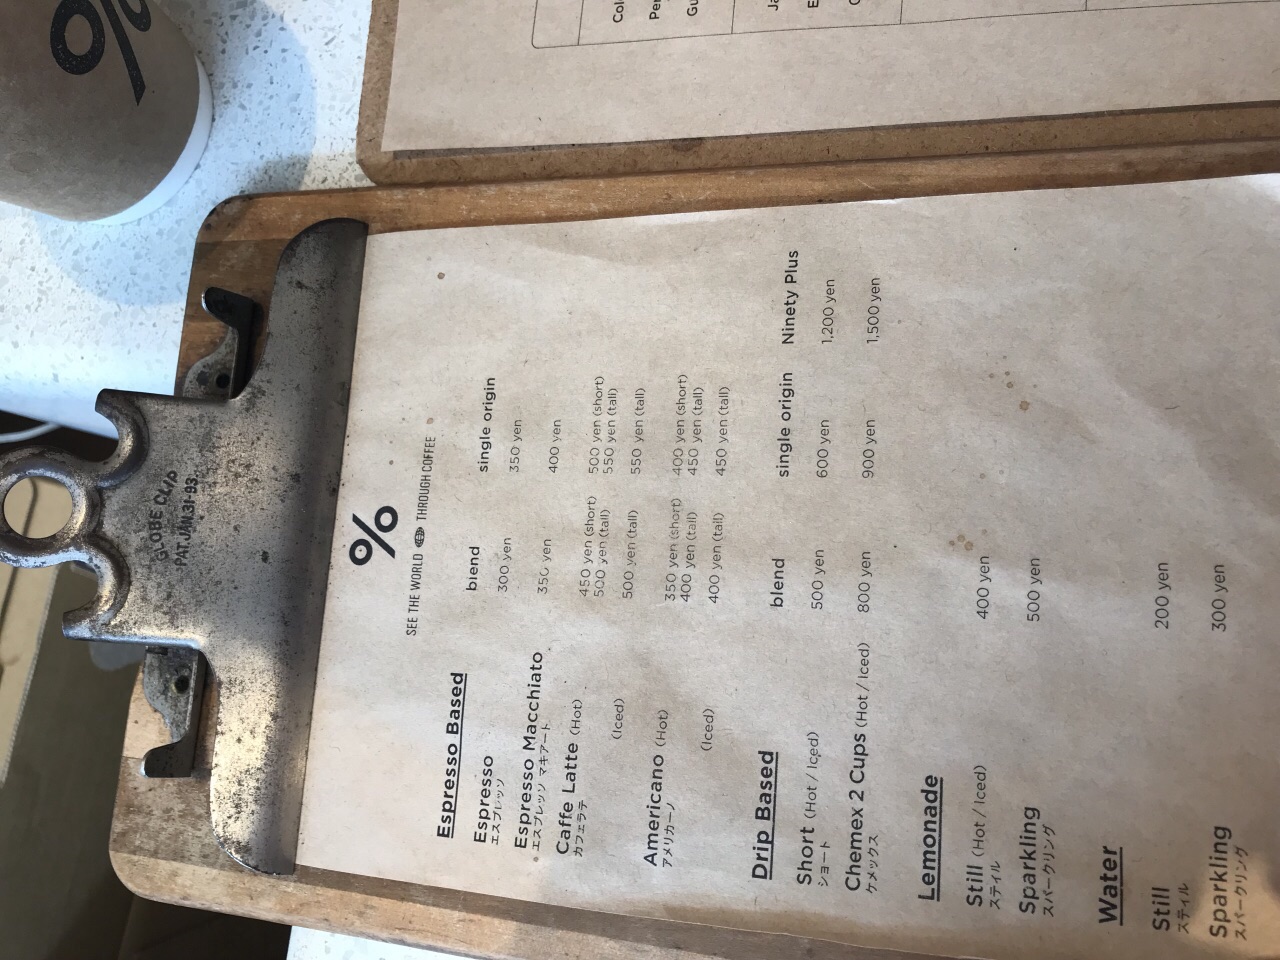 %
GLOBE CLIP
PAT. JAN. 31-93.
%
SEE THE WORLD THROUGH COFFEE
Espresso Based blend single origin
Espresso 300 yen 350 yen
エスプレッソ
Espresso Macchiato 350 yen 400 yen
エスプレッソ マキアート
Caffe Latte (Hot) 450 yen (short) 500 yen (short)
カフェラテ 500 yen (tall) 550 yen (tall)
(Iced) 500 yen (tall) 550 yen (tall)
Americano (Hot) 350 yen (short) 400 yen (short)
アメリカーノ 400 yen (tall) 450 yen (tall)
(Iced) 400 yen (tall) 450 yen (tall)
Drip Based blend single origin Ninety Plus
Short (Hot / Iced) 500 yen 600 yen 1,200 yen
ショート
Chemex 2 Cups (Hot / Iced) 800 yen 900 yen 1,500 yen
ケメックス
Lemonade
Still (Hot / Iced) 400 yen
スティル
Sparkling 500 yen
スパークリング
Water
Still 200 yen
スティル
Sparkling 300 yen
スパークリング